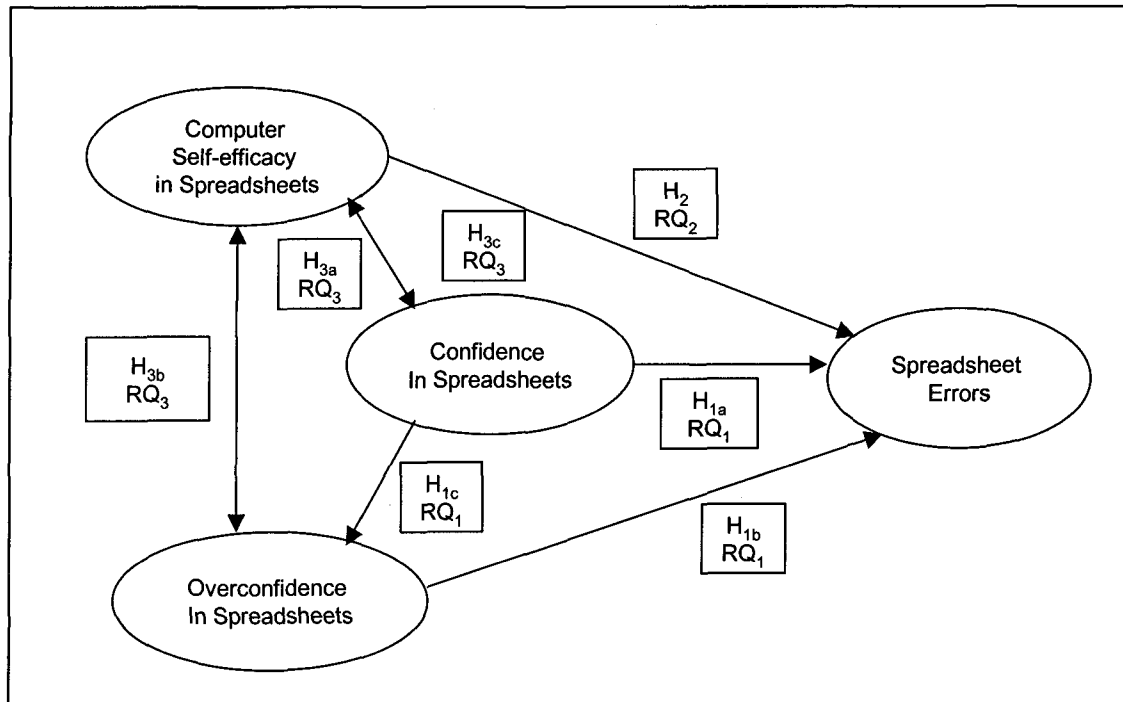 Computer
Self-efficacy
in Spreadsheets
H2
RQ2
H3c
RQ3
H3a
RQ3
H3b
RQ3
Confidence
In Spreadsheets
Spreadsheet
Errors
H1a
RQ1
H1c
RQ1
H1b
RQ1
Overconfidence
In Spreadsheets